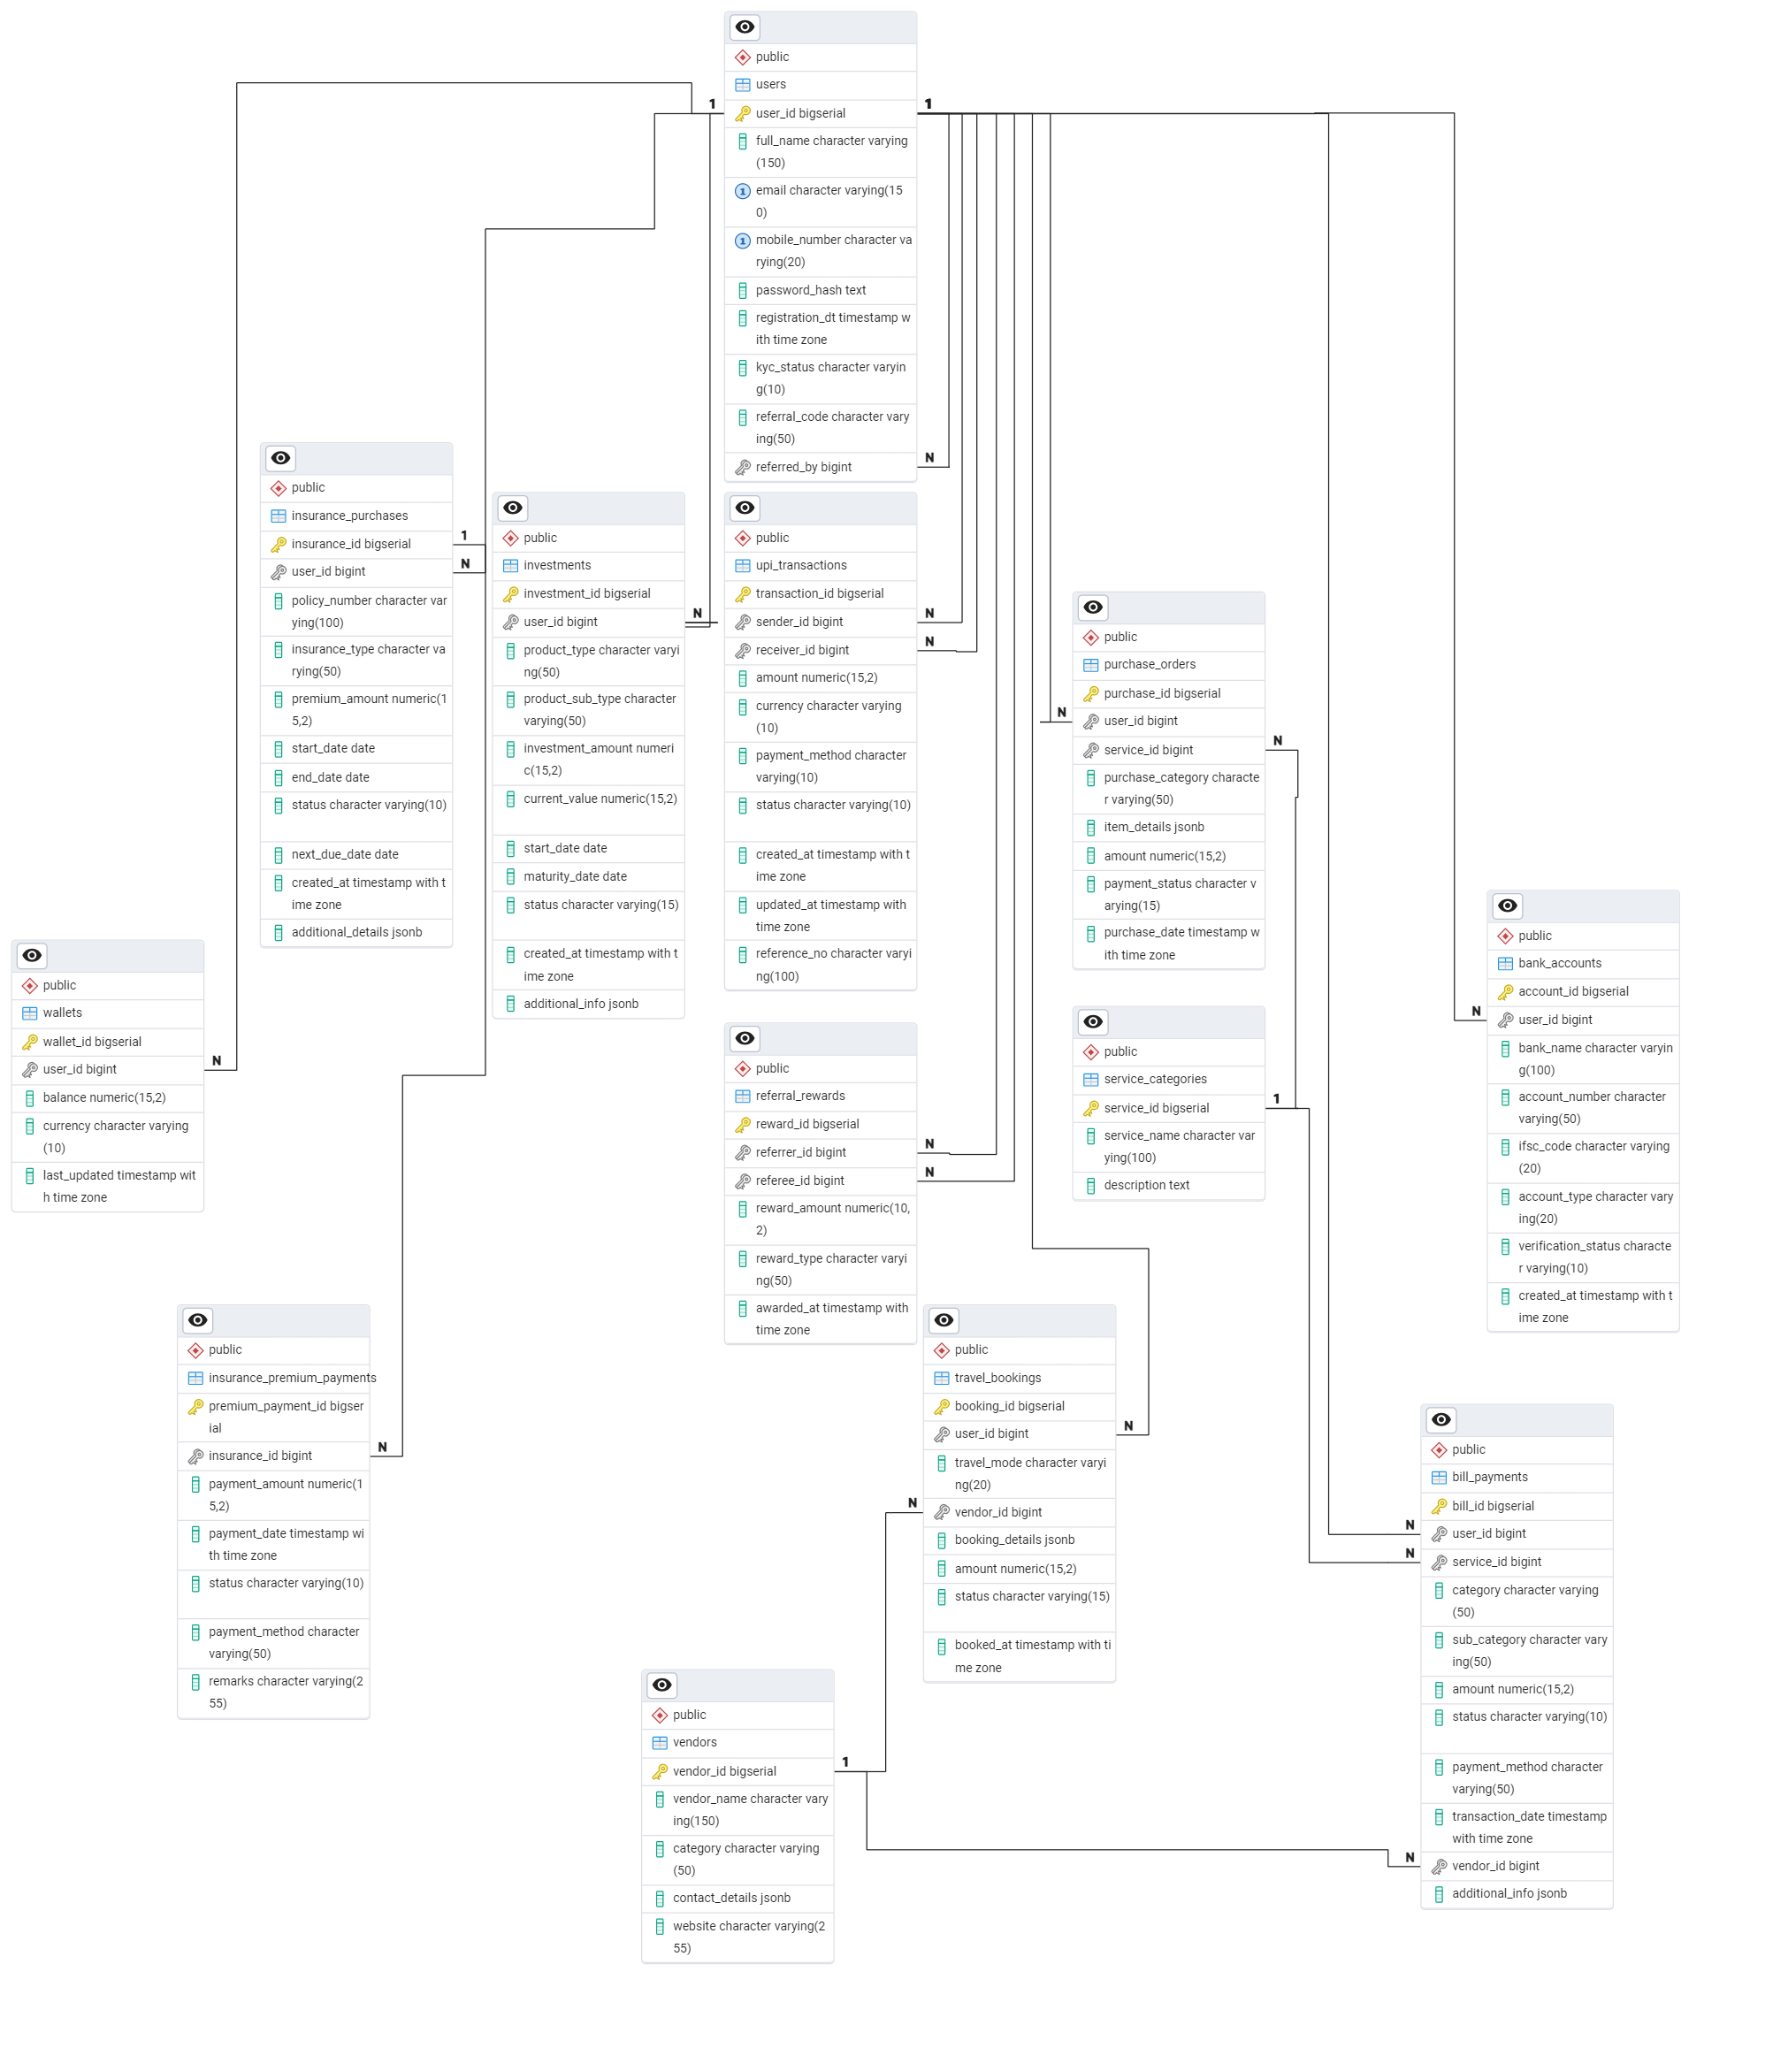 public
users
1
1
user_id bigserial
full_name character varying
(150)
1 email character varying(15
0)
1 mobile_number character va
rying(20)
password_hash text
registration_dt timestamp w
ith time zone
kyc_status character varyin
g(10)
referral_code character vary
ing(50)
referred_by bigint
N
public
insurance_purchases
insurance_id bigserial
1
user_id bigint
N
policy_number character var
ying(100)
insurance_type character va
rying(50)
premium_amount numeric(1
5,2)
start_date date
end_date date
status character varying(10)
next_due_date date
created_at timestamp with t
ime zone
additional_details jsonb
public
investments
investment_id bigserial
user_id bigint
N
product_type character varyi
ng(50)
product_sub_type character
varying(50)
investment_amount numeri
c(15,2)
current_value numeric(15,2)
start_date date
maturity_date date
status character varying(15)
created_at timestamp with t
ime zone
additional_info jsonb
public
upi_transactions
transaction_id bigserial
sender_id bigint
N
receiver_id bigint
N
amount numeric(15,2)
currency character varying
(10)
payment_method character
varying(10)
status character varying(10)
created_at timestamp with t
ime zone
updated_at timestamp with
time zone
reference_no character varyi
ng(100)
public
purchase_orders
purchase_id bigserial
N
user_id bigint
service_id bigint
N
purchase_category characte
r varying(50)
item_details jsonb
amount numeric(15,2)
payment_status character v
arying(15)
purchase_date timestamp w
ith time zone
public
bank_accounts
account_id bigserial
N
user_id bigint
bank_name character varyin
g(100)
account_number character
varying(50)
ifsc_code character varying
(20)
account_type character vary
ing(20)
verification_status characte
r varying(10)
created_at timestamp with t
ime zone
public
wallets
wallet_id bigserial
user_id bigint
N
balance numeric(15,2)
currency character varying
(10)
last_updated timestamp wit
h time zone
public
service_categories
service_id bigserial
1
service_name character var
ying(100)
description text
public
referral_rewards
reward_id bigserial
referrer_id bigint
N
referee_id bigint
N
reward_amount numeric(10,
2)
reward_type character varyi
ng(50)
awarded_at timestamp with
time zone
public
insurance_premium_payments
premium_payment_id bigser
ial
insurance_id bigint
N
payment_amount numeric(1
5,2)
payment_date timestamp wi
th time zone
status character varying(10)
payment_method character
varying(50)
remarks character varying(2
55)
public
travel_bookings
booking_id bigserial
user_id bigint
N
travel_mode character varyi
ng(20)
N
vendor_id bigint
booking_details jsonb
amount numeric(15,2)
status character varying(15)
booked_at timestamp with ti
me zone
public
bill_payments
bill_id bigserial
N
user_id bigint
N
service_id bigint
category character varying
(50)
sub_category character vary
ing(50)
amount numeric(15,2)
status character varying(10)
payment_method character
varying(50)
transaction_date timestamp
with time zone
N
vendor_id bigint
additional_info jsonb
public
vendors
vendor_id bigserial
1
vendor_name character vary
ing(150)
category character varying
(50)
contact_details jsonb
website character varying(2
55)